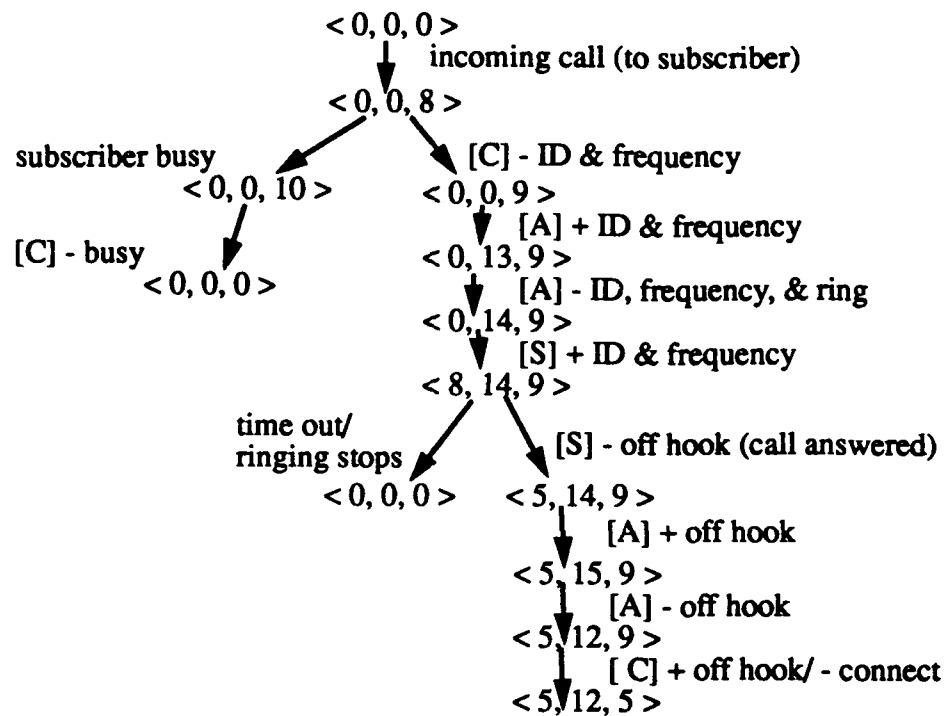 < 0, 0, 0 >
incoming call (to subscriber)
< 0, 0, 8 >
subscriber busy
[C] - ID & frequency
< 0, 0, 10 >
< 0, 0, 9 >
[C] - busy
[A] + ID & frequency
< 0, 0, 0 >
< 0, 13, 9 >
[A] - ID, frequency, & ring
< 0, 14, 9 >
[S] + ID & frequency
< 8, 14, 9 >
time out/
ringing stops
[S] - off hook (call answered)
< 0, 0, 0 >
< 5, 14, 9 >
[A] + off hook
< 5, 15, 9 >
[A] - off hook
< 5, 12, 9 >
[ C] + off hook/ - connect
< 5, 12, 5 >